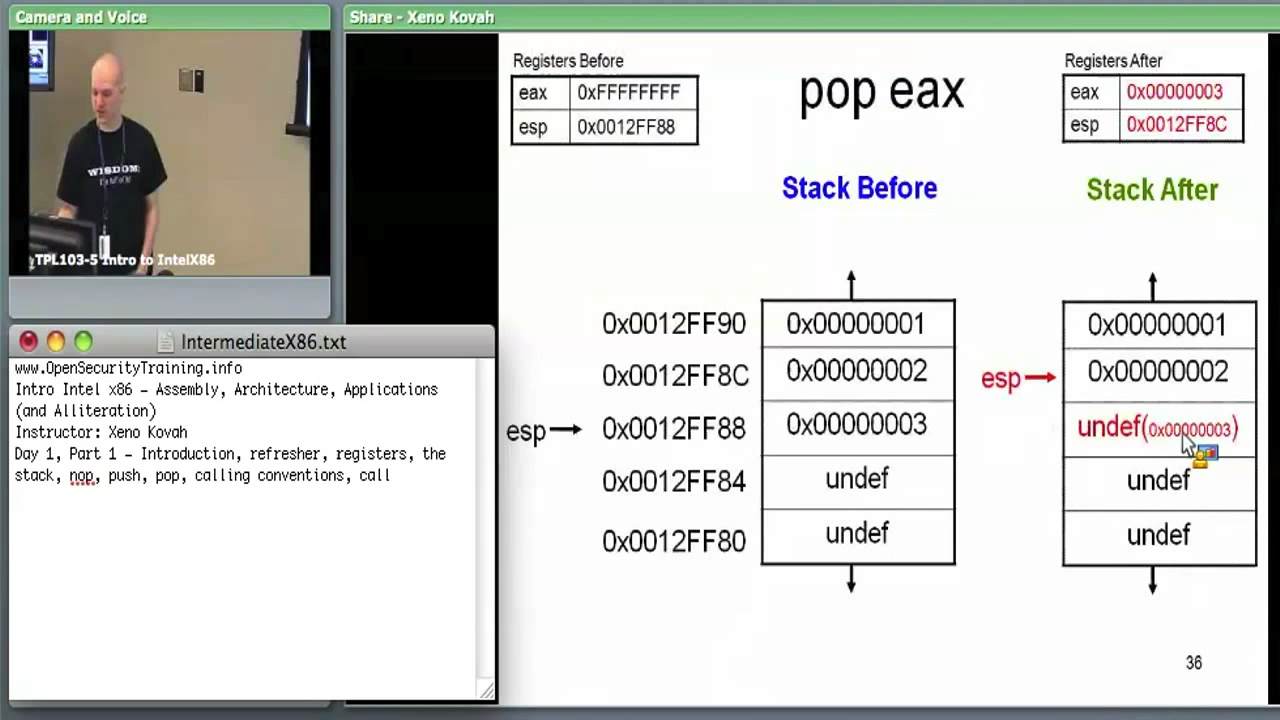 Camera and Voice
WISDOM
TPL103-5 Intro to IntelX86
IntermediateX86.txt
www.OpenSecurityTraining.info
Intro Intel x86 – Assembly, Architecture, Applications
(and Alliteration)
Instructor: Xeno Kovah
Day 1, Part 1 – Introduction, refresher, registers, the
stack, nop, push, pop, calling conventions, call
Share - Xeno Kovah
Registers Before
eax 0xFFFFFFFF
esp 0x0012FF88
pop eax
Registers After
eax 0x00000003
esp 0x0012FF8C
Stack Before
Stack After
0x0012FF90 0x00000001 0x00000001
0x0012FF8C 0x00000002 esp 0x00000002
esp 0x0012FF88 0x00000003 undef(0x00000003)
0x0012FF84 undef undef
0x0012FF80 undef undef
36